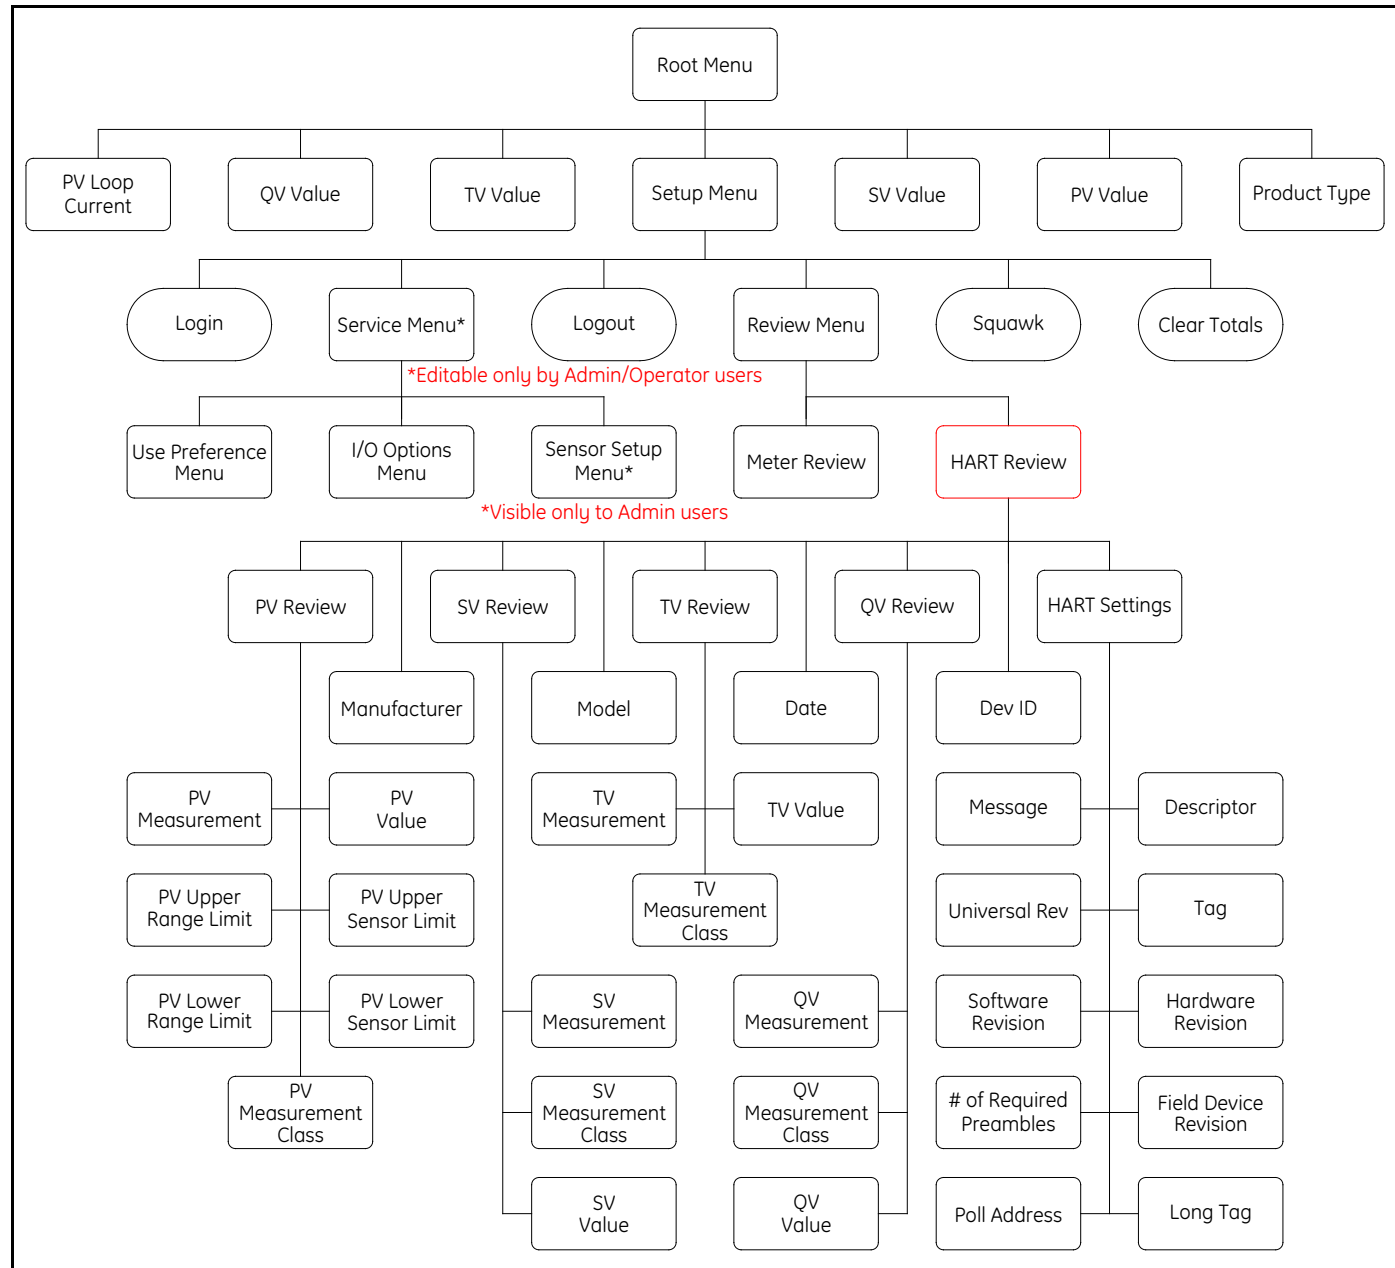 Root Menu
PV Loop
Current
QV Value
TV Value
Setup Menu
SV Value
PV Value
Product Type
Login
Service Menu*
Logout
Review Menu
Squawk
Clear Totals
*Editable only by Admin/Operator users
Use Preference
Menu
I/O Options
Menu
Sensor Setup
Menu*
Meter Review
HART Review
*Visible only to Admin users
PV Review
SV Review
TV Review
QV Review
HART Settings
Manufacturer
Model
Date
Dev ID
PV
Measurement
PV
Value
TV
Measurement
TV Value
Message
Descriptor
PV Upper
Range Limit
PV Upper
Sensor Limit
TV
Measurement
Class
Universal Rev
Tag
PV Lower
Range Limit
PV Lower
Sensor Limit
SV
Measurement
QV
Measurement
Software
Revision
Hardware
Revision
PV
Measurement
Class
SV
Measurement
Class
QV
Measurement
Class
# of Required
Preambles
Field Device
Revision
SV
Value
QV
Value
Poll Address
Long Tag